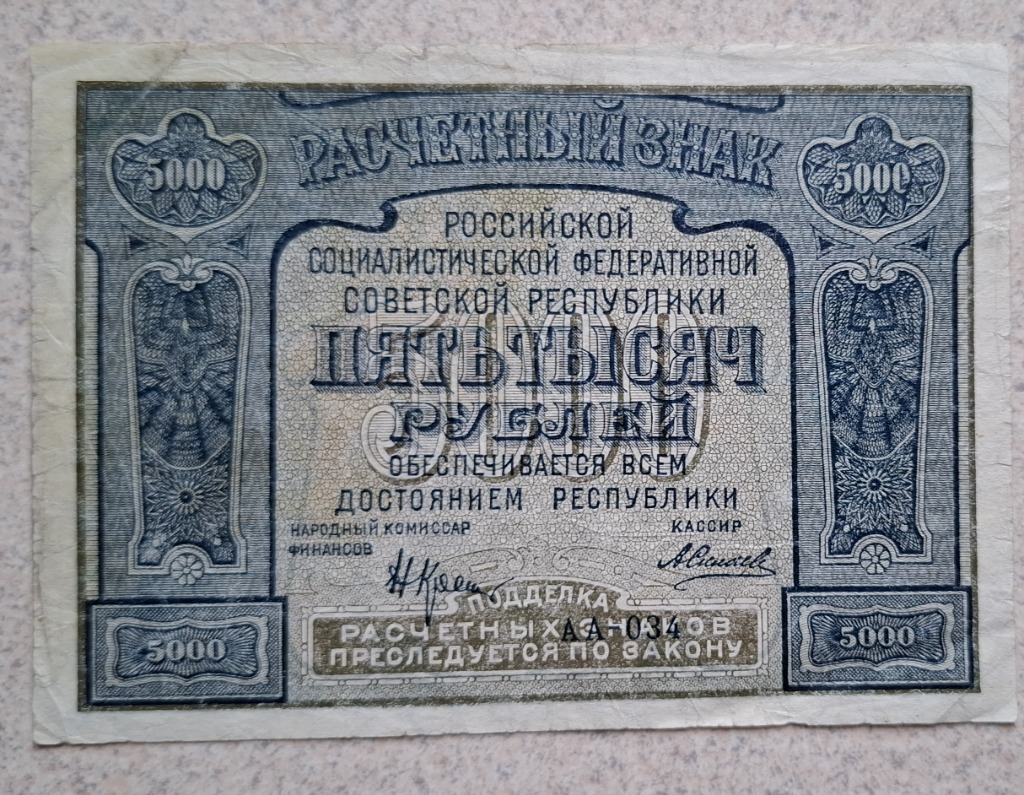 РАСЧЕТНЫЙ ЗНАК
5000 5000
РОССИЙСКОЙ
СОЦИАЛИСТИЧЕСКОЙ ФЕДЕРАТИВНОЙ
СОВЕТСКОЙ РЕСПУБЛИКИ
5000
ПЯТЬ ТЫСЯЧ
РУБЛЕЙ
ОБЕСПЕЧИВАЕТСЯ ВСЕМ
ДОСТОЯНИЕМ РЕСПУБЛИКИ
НАРОДНЫЙ КОМИССАР КАССИР
ФИНАНСОВ
ПОДДЕЛКА
РАСЧЕТНЫХ ЗНАКОВ
АА 034
ПРЕСЛЕДУЕТСЯ ПО ЗАКОНУ
5000 5000